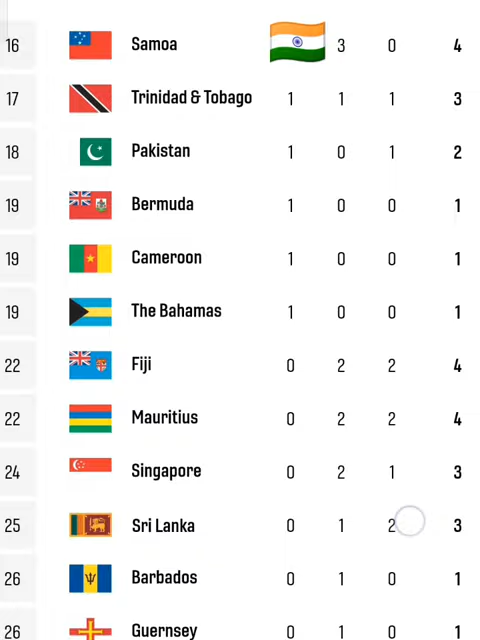 16 Samoa 3 0 4
17 Trinidad & Tobago 1 1 1 3
18 Pakistan 1 0 1 2
19 Bermuda 1 0 0 1
19 Cameroon 1 0 0 1
19 The Bahamas 1 0 0 1
22 Fiji 0 2 2 4
22 Mauritius 0 2 2 4
24 Singapore 0 2 1 3
25 Sri Lanka 0 1 2 3
26 Barbados 0 1 0 1
26 Guernsey 0 1 0 1